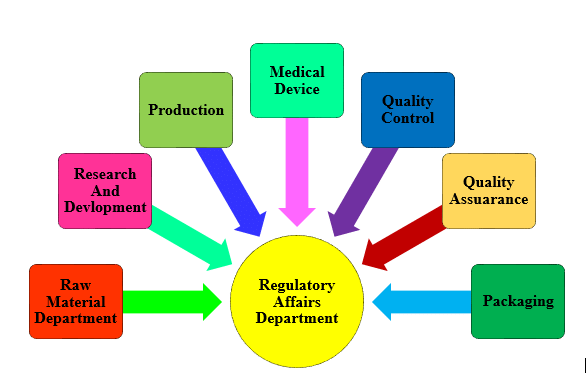 Medical
Device
Production
Quality
Control
Research
And
Devlopment
Quality
Assuarance
Raw
Material
Department
Regulatory
Affairs
Department
Packaging